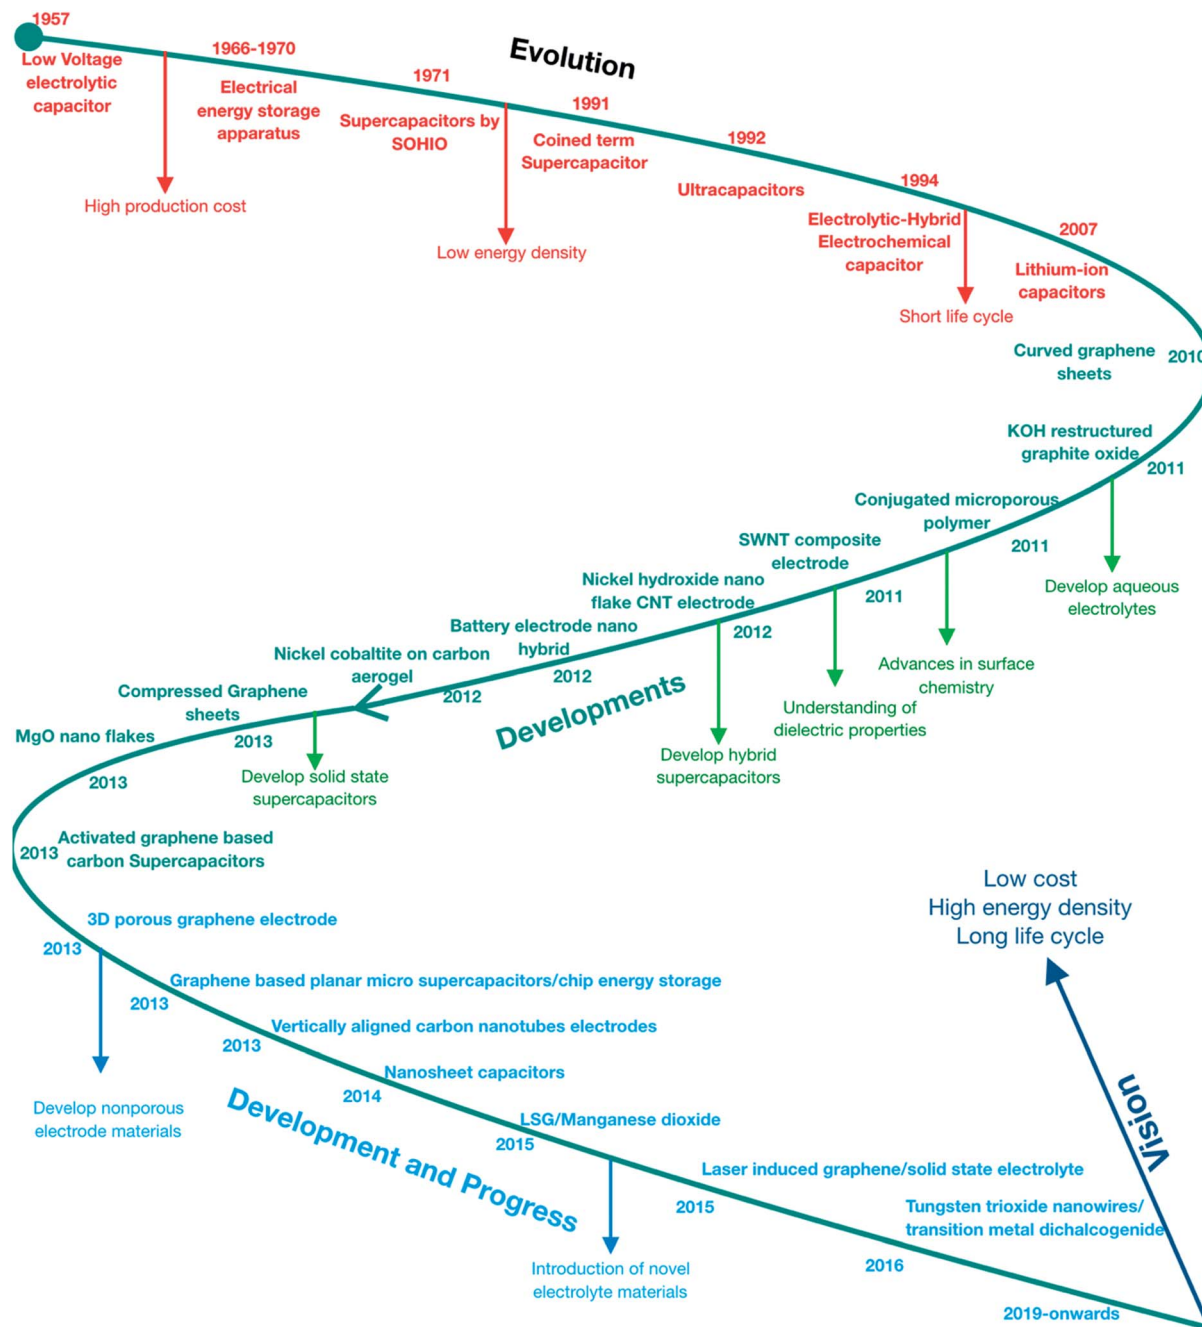 1957
Low Voltage
electrolytic
capacitor
High production cost
1966-1970
Electrical
energy storage
apparatus
1971
Supercapacitors by
SOHIO
Low energy density
Evolution
1991
Coined term
Supercapacitor
1992
Ultracapacitors
1994
Electrolytic-Hybrid
Electrochemical
capacitor
Short life cycle
2007
Lithium-ion
capacitors
Curved graphene
sheets
2010
KOH restructured
graphite oxide
2011
Develop aqueous
electrolytes
Conjugated microporous
polymer
2011
Advances in surface
chemistry
SWNT composite
electrode
2011
Understanding of
dielectric properties
Nickel hydroxide nano
flake CNT electrode
2012
Develop hybrid
supercapacitors
Battery electrode nano
hybrid
2012
Developments
Nickel cobaltite on carbon
aerogel
2012
Compressed Graphene
sheets
2013
Develop solid state
supercapacitors
MgO nano flakes
2013
Activated graphene based
carbon Supercapacitors
2013
3D porous graphene electrode
2013
Develop nonporous
electrode materials
Graphene based planar micro supercapacitors/chip energy storage
2013
Vertically aligned carbon nanotubes electrodes
2013
Nanosheet capacitors
2014
Development and Progress
LSG/Manganese dioxide
2015
Introduction of novel
electrolyte materials
Laser induced graphene/solid state electrolyte
2015
Tungsten trioxide nanowires/
transition metal dichalcogenide
2016
2019-onwards
Vision
Low cost
High energy density
Long life cycle